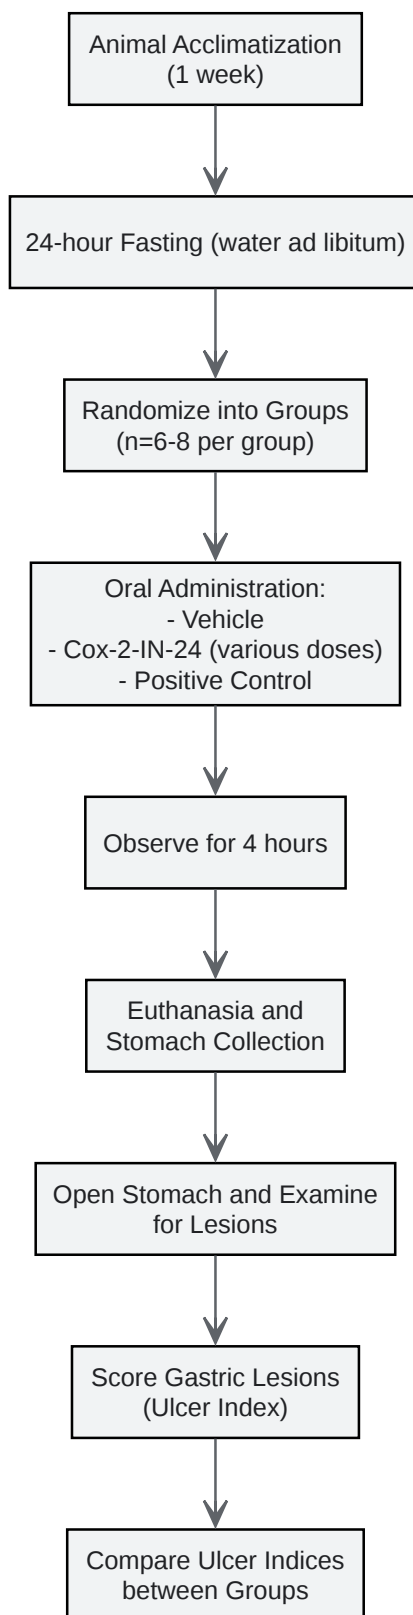 Animal Acclimatization
(1 week)
24-hour Fasting (water ad libitum)
Randomize into Groups
(n=6-8 per group)
Oral Administration:
- Vehicle
- Cox-2-IN-24 (various doses)
- Positive Control
Observe for 4 hours
Euthanasia and
Stomach Collection
Open Stomach and Examine
for Lesions
Score Gastric Lesions
(Ulcer Index)
Compare Ulcer Indices
between Groups